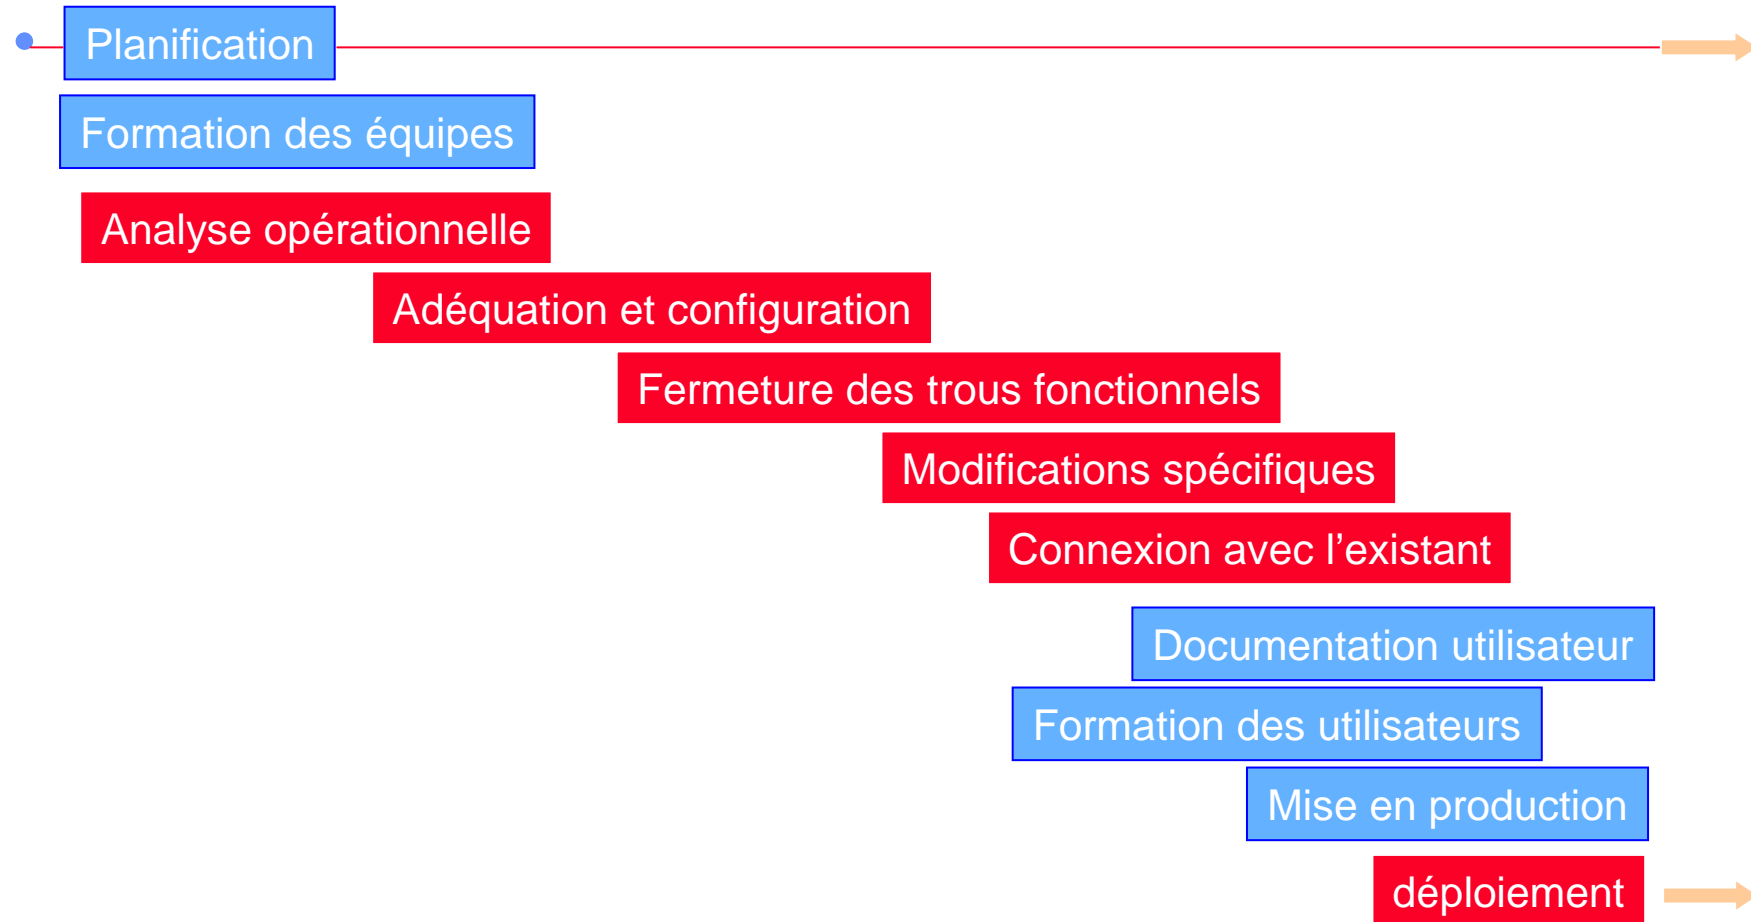 Planification
Formation des équipes
Analyse opérationnelle
Adéquation et configuration
Fermeture des trous fonctionnels
Modifications spécifiques
Connexion avec l’existant
Documentation utilisateur
Formation des utilisateurs
Mise en production
déploiement